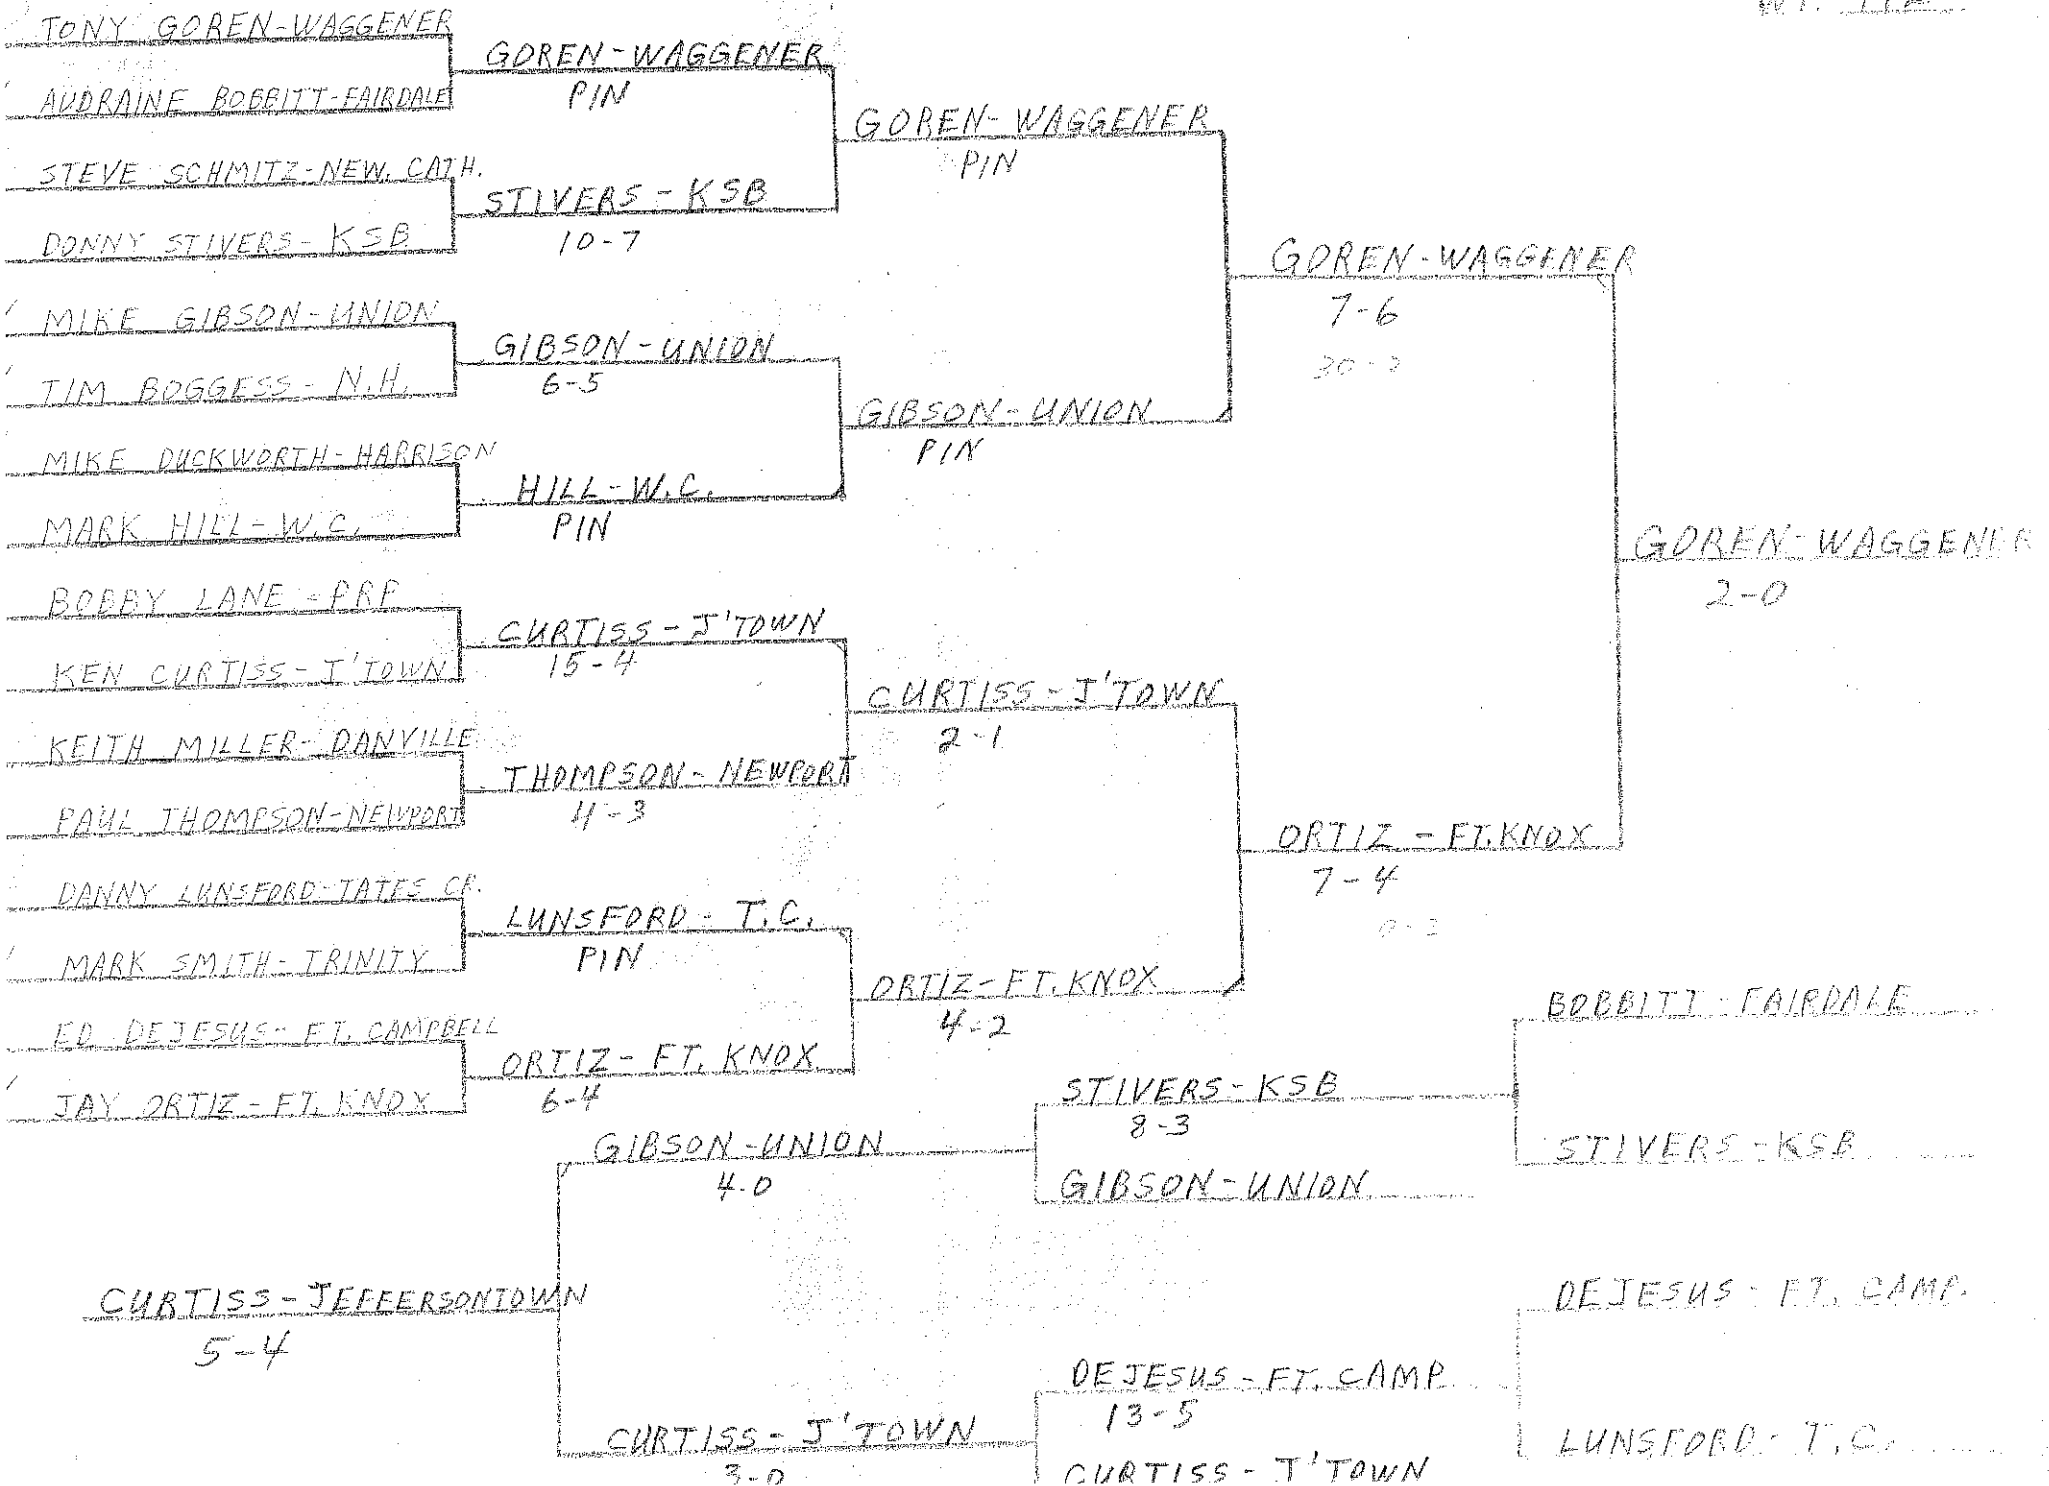 WT. 112
TONY GOREN-WAGGENER
GOREN-WAGGENER
AUDRAINE BOBBITT-FAIRDALE
PIN
GOREN-WAGGENER
PIN
STEVE SCHMITZ-NEW. CATH.
STIVERS-KSB
DONNY STIVERS-KSB
10-7
GOREN-WAGGENER
7-6
MIKE GIBSON-UNION
GIBSON-UNION
6-5
TIM BOGGESS-N.H.
GIBSON-UNION
PIN
MIKE DUCKWORTH-HARRISON
HILL-W.C.
MARK HILL-W.C.
PIN
GOREN-WAGGENER
2-0
BOBBY LANE-PRP
CURTISS-J'TOWN
15-4
KEN CURTISS-J'TOWN
CURTISS-J'TOWN
2-1
KEITH MILLER-DANVILLE
THOMPSON-NEWPORT
4-3
PAUL THOMPSON-NEWPORT
ORTIZ-FT.KNOX
7-4
DANNY LUNSFORD-TATES CR.
LUNSFORD-T.C.
PIN
MARK SMITH-TRINITY
ORTIZ-FT.KNOX
4-2
ED DEJESUS-FT. CAMPBELL
ORTIZ-FT. KNOX
6-4
JAY ORTIZ-FT. KNOX
BOBBITT-FAIRDALE
STIVERS-KSB
8-3
STIVERS-KSB
GIBSON-UNION
4-0
GIBSON-UNION
CURTISS-JEFFERSONTOWN
5-4
DEJESUS-FT. CAMP.
DEJESUS-FT. CAMP
13-5
LUNSFORD-T.C.
CURTISS-J'TOWN
3-0
CURTISS-J'TOWN